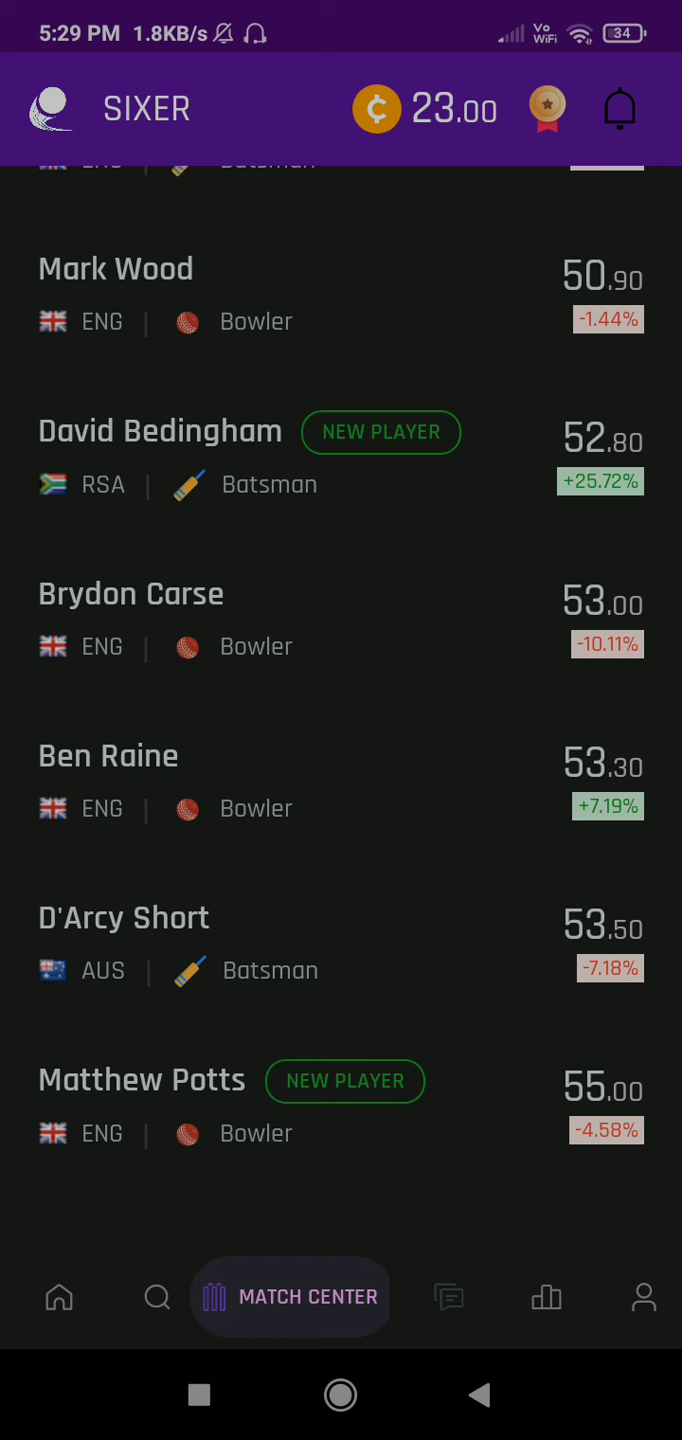 5:29 PM 1.8KB/s Vo WiFi 34
SIXER ¢ 23.00
ENG | Batsman
Mark Wood 50.90
ENG | Bowler -1.44%
David Bedingham NEW PLAYER 52.80
RSA | Batsman +25.72%
Brydon Carse 53.00
ENG | Bowler -10.11%
Ben Raine 53.30
ENG | Bowler +7.19%
D'Arcy Short 53.50
AUS | Batsman -7.18%
Matthew Potts NEW PLAYER 55.00
ENG | Bowler -4.58%
MATCH CENTER